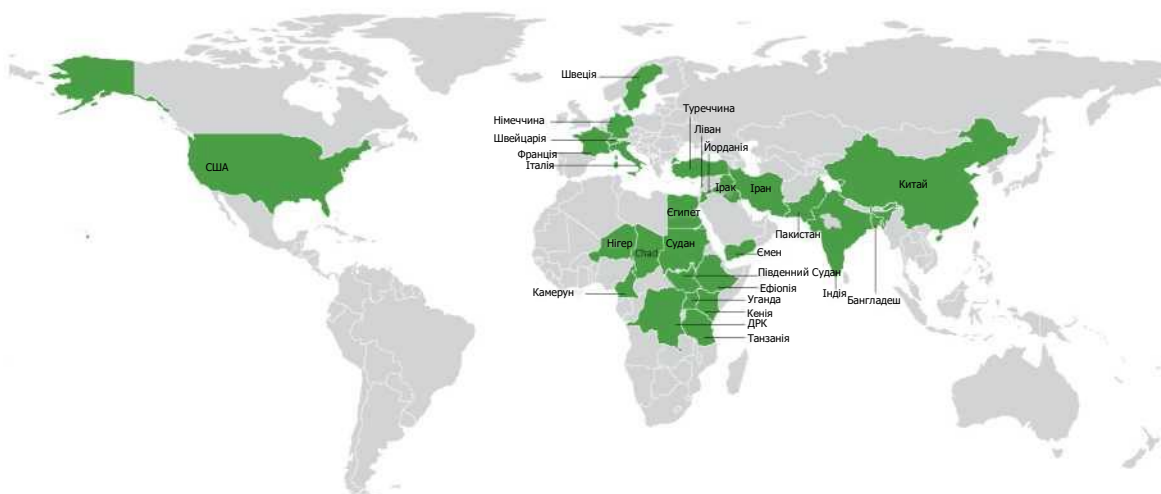 Швеція
Туреччина
Німеччина
Ліван
Швейцарія
Йорданія
Франція
Італія
США
Ірак
Іран
Китай
Єгипет
Пакистан
Нігер
Chad
Судан
Ємен
Південний Судан
Камерун
Ефіопія
Індія
Бангладеш
Уганда
Кенія
ДРК
Танзанія